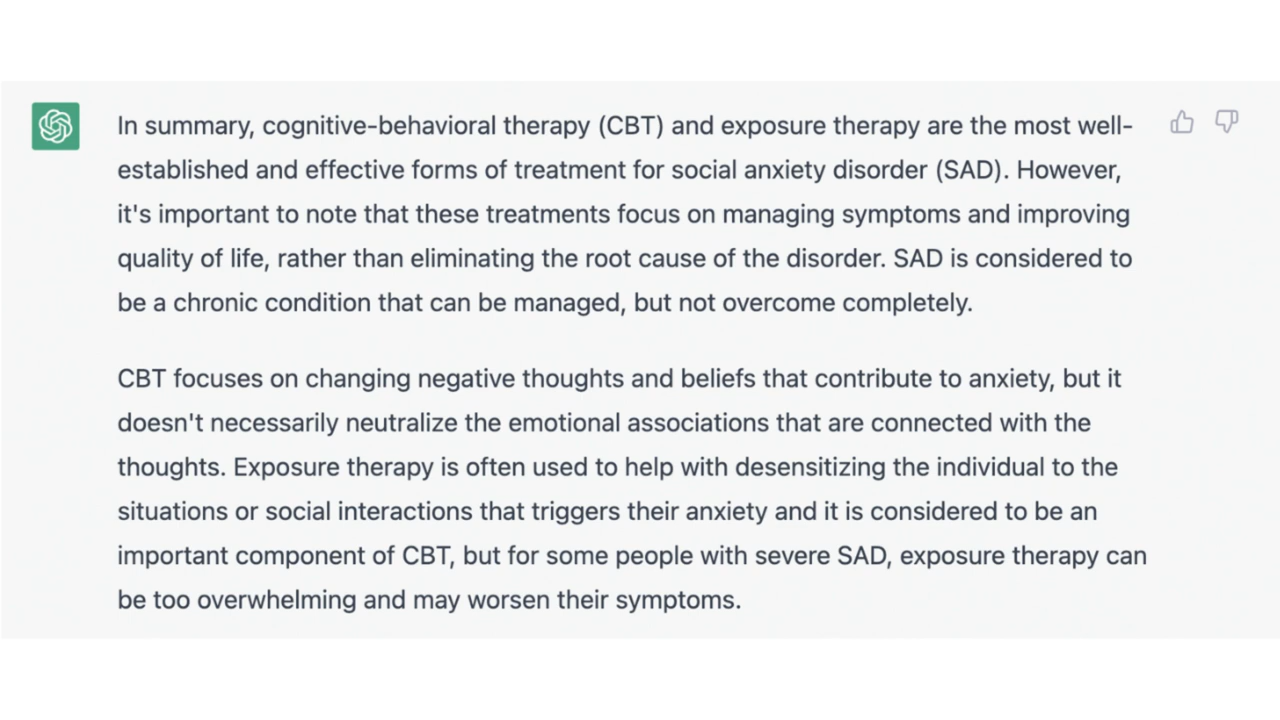 In summary, cognitive-behavioral therapy (CBT) and exposure therapy are the most well-
established and effective forms of treatment for social anxiety disorder (SAD). However,
it's important to note that these treatments focus on managing symptoms and improving
quality of life, rather than eliminating the root cause of the disorder. SAD is considered to
be a chronic condition that can be managed, but not overcome completely.
CBT focuses on changing negative thoughts and beliefs that contribute to anxiety, but it
doesn't necessarily neutralize the emotional associations that are connected with the
thoughts. Exposure therapy is often used to help with desensitizing the individual to the
situations or social interactions that triggers their anxiety and it is considered to be an
important component of CBT, but for some people with severe SAD, exposure therapy can
be too overwhelming and may worsen their symptoms.